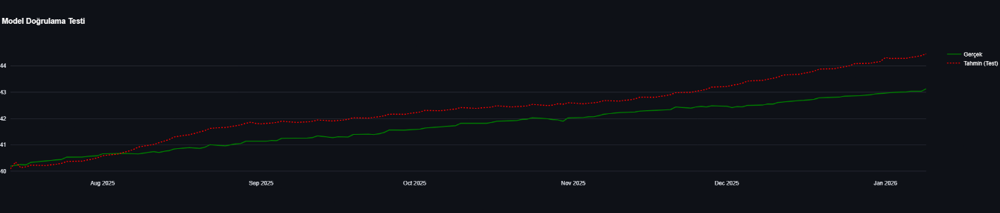 Model Doğrulama Testi
Gerçek
Tahmin (Test)
44
43
42
41
40
Aug 2025 Sep 2025 Oct 2025 Nov 2025 Dec 2025 Jan 2026